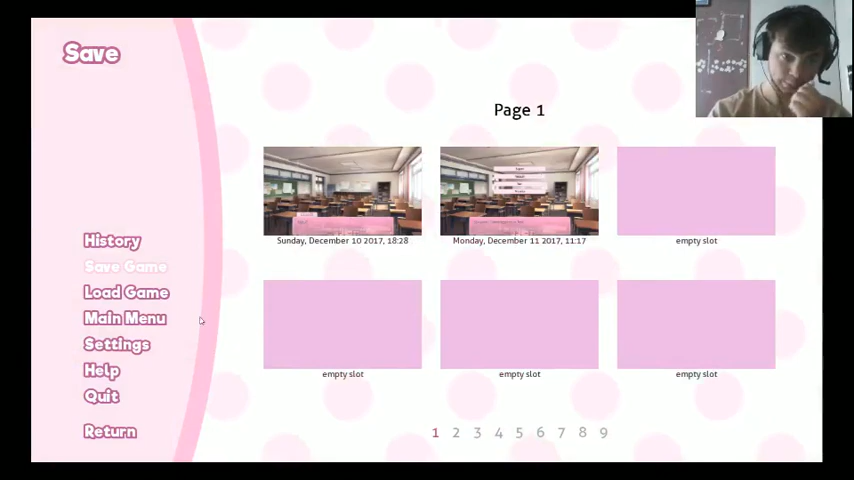 Save
Page 1
Sunday, December 10 2017, 18:28
Monday, December 11 2017, 11:17
empty slot
History
Save Game
Load Game
Main Menu
Settings
Help
Quit
Return
empty slot
empty slot
empty slot
1 2 3 4 5 6 7 8 9